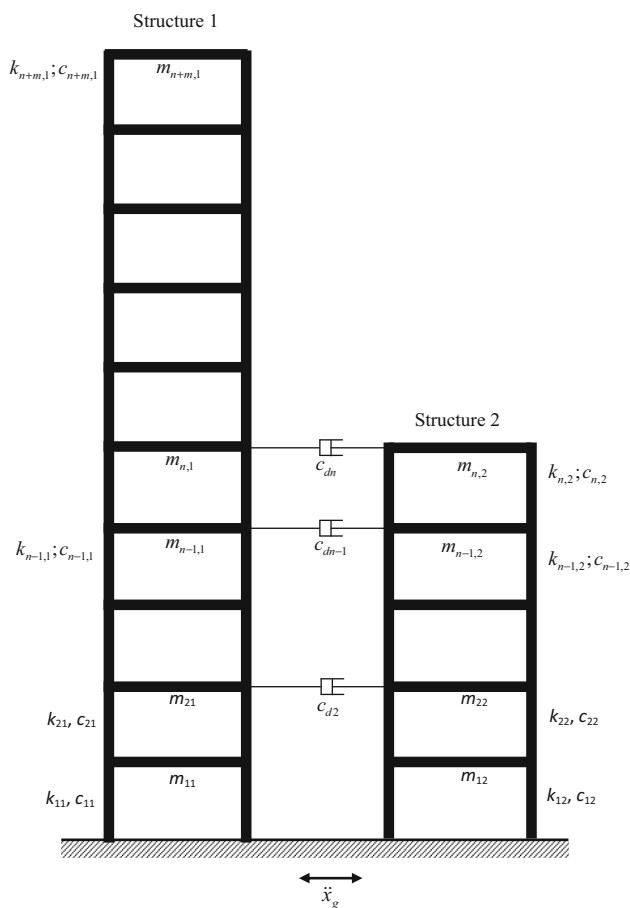 Structure 1
k_{n+m,1}; c_{n+m,1}
m_{n+m,1}
Structure 2
m_{n,1}
c_{dn}
m_{n,2}
k_{n,2}; c_{n,2}
k_{n-1,1}; c_{n-1,1}
m_{n-1,1}
c_{dn-1}
m_{n-1,2}
k_{n-1,2}; c_{n-1,2}
m_{21}
c_{d2}
m_{22}
k_{21}, c_{21}
k_{22}, c_{22}
m_{11}
m_{12}
k_{11}, c_{11}
k_{12}, c_{12}
ẍ_g